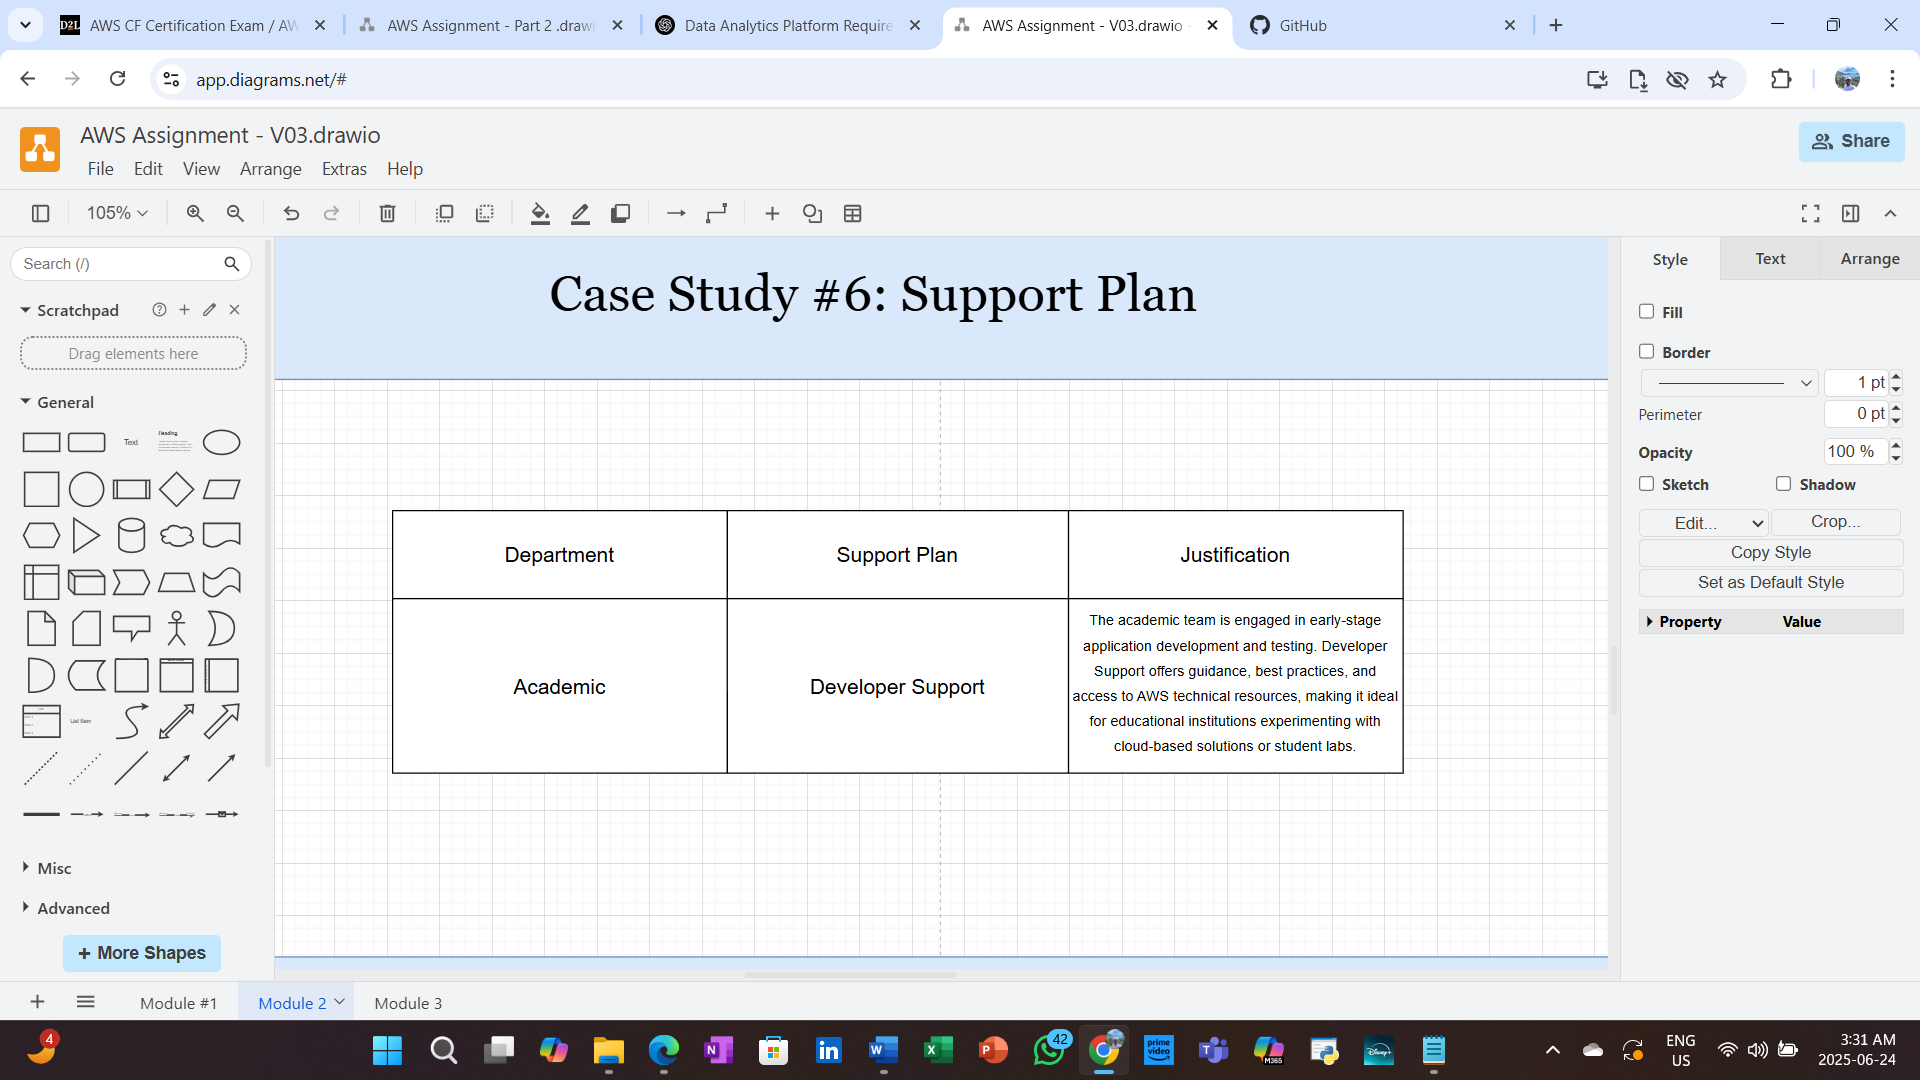 AWS CF Certification Exam / AW
AWS Assignment - Part 2 .drawi
Data Analytics Platform Require
AWS Assignment - V03.drawio -
GitHub
app.diagrams.net/#
AWS Assignment - V03.drawio
File Edit View Arrange Extras Help
Share
105%
Search (/)
Scratchpad
Drag elements here
General
Text
Heading
List Item
Misc
Advanced
+ More Shapes
Case Study #6: Support Plan
Department
Support Plan
Justification
Academic
Developer Support
The academic team is engaged in early-stage
application development and testing. Developer
Support offers guidance, best practices, and
access to AWS technical resources, making it ideal
for educational institutions experimenting with
cloud-based solutions or student labs.
Style Text Arrange
Fill
Border
1 pt
Perimeter
0 pt
Opacity
100 %
Sketch
Shadow
Edit...
Crop...
Copy Style
Set as Default Style
Property Value
Module #1
Module 2
Module 3
4
42
prime video
M365
Disney+
ENG
US
3:31 AM
2025-06-24